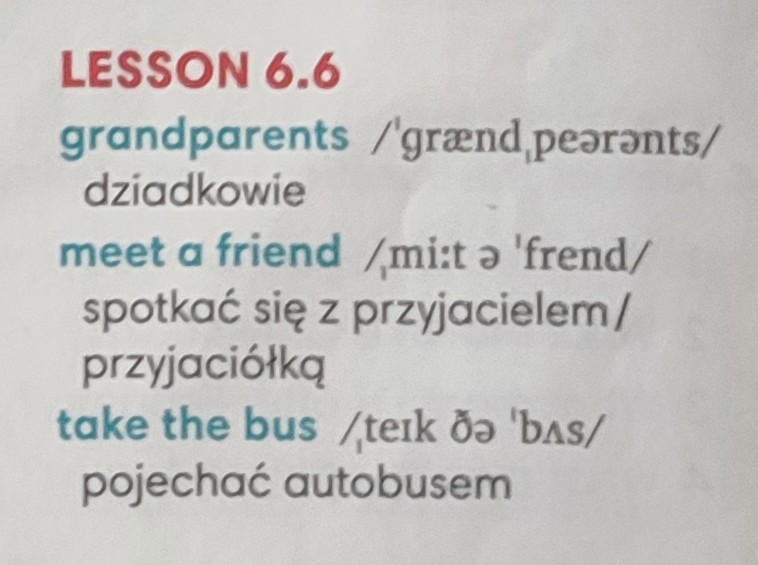 LESSON 6.6
grandparents /ˈɡrændˌpeərənts/
dziadkowie
meet a friend /ˌmiːt ə ˈfrend/
spotkać się z przyjacielem/
przyjaciółką
take the bus /ˌteɪk ðə ˈbʌs/
pojechać autobusem